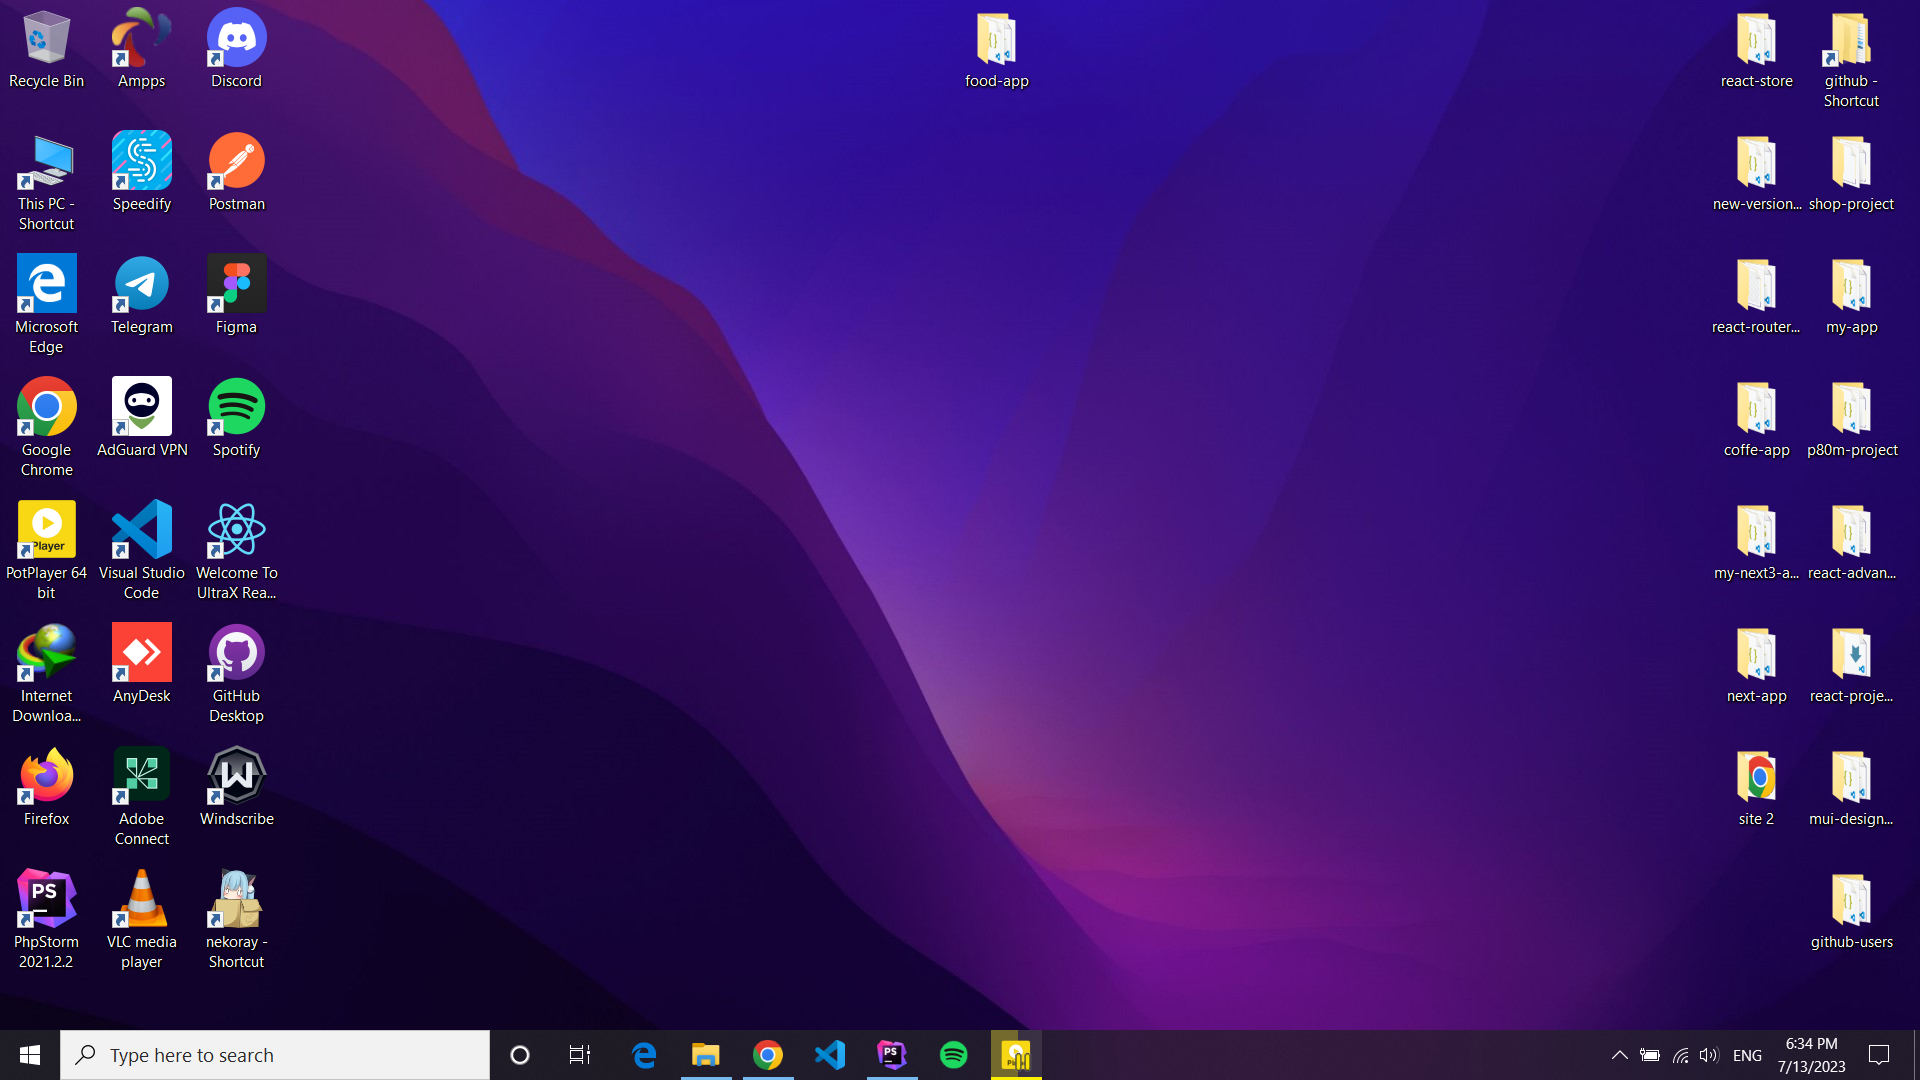 Recycle Bin
Ampps
Discord
food-app
react-store
github -
Shortcut
This PC -
Shortcut
Speedify
Postman
new-version...
shop-project
Microsoft
Edge
Telegram
Figma
react-router...
my-app
Google
Chrome
AdGuard VPN
Spotify
coffe-app
p80m-project
Player
PotPlayer 64
bit
Visual Studio
Code
Welcome To
UltraX Rea...
my-next3-a...
react-advan...
Internet
Downloa...
AnyDesk
GitHub
Desktop
next-app
react-proje...
Firefox
Adobe
Connect
Windscribe
site 2
mui-design...
PS
PhpStorm
2021.2.2
VLC media
player
nekoray -
Shortcut
github-users
Type here to search
PS
ENG
6:34 PM
7/13/2023